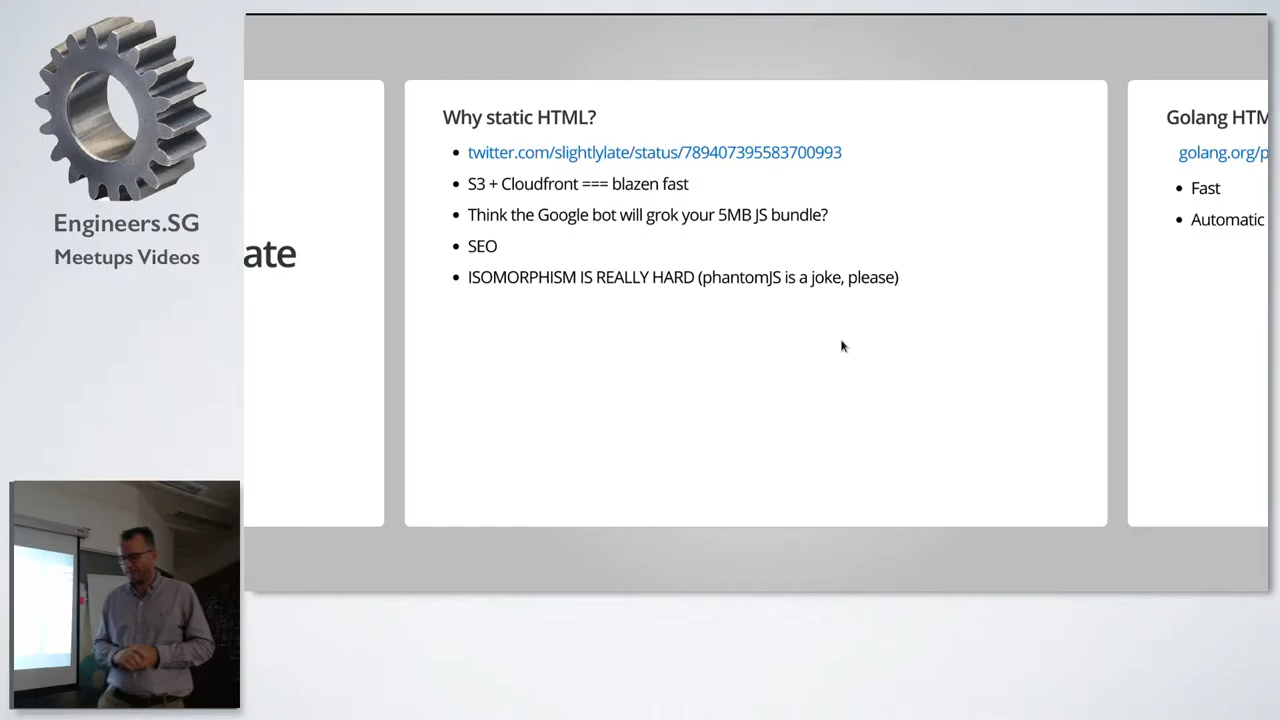 Engineers.SG
Meetups Videos
ate
Why static HTML?
twitter.com/slightlylate/status/789407395583700993
S3 + Cloudfront === blazen fast
Think the Google bot will grok your 5MB JS bundle?
SEO
ISOMORPHISM IS REALLY HARD (phantomJS is a joke, please)
Golang HTM
golang.org/p
Fast
Automatic